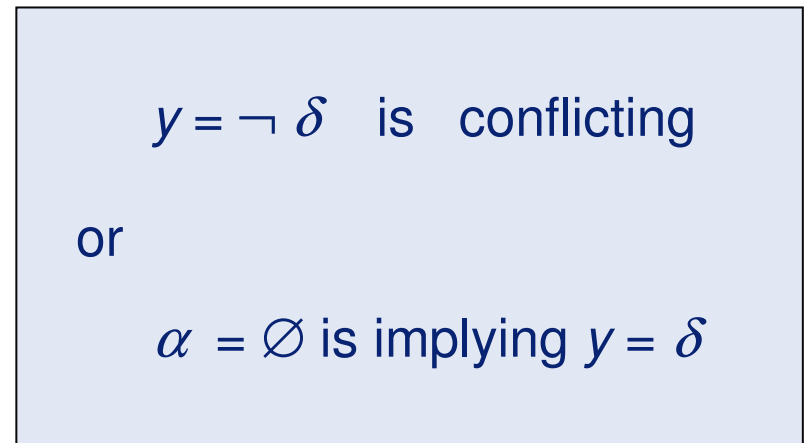 y = ¬ δ is conflicting
or
α = ∅ is implying y = δ